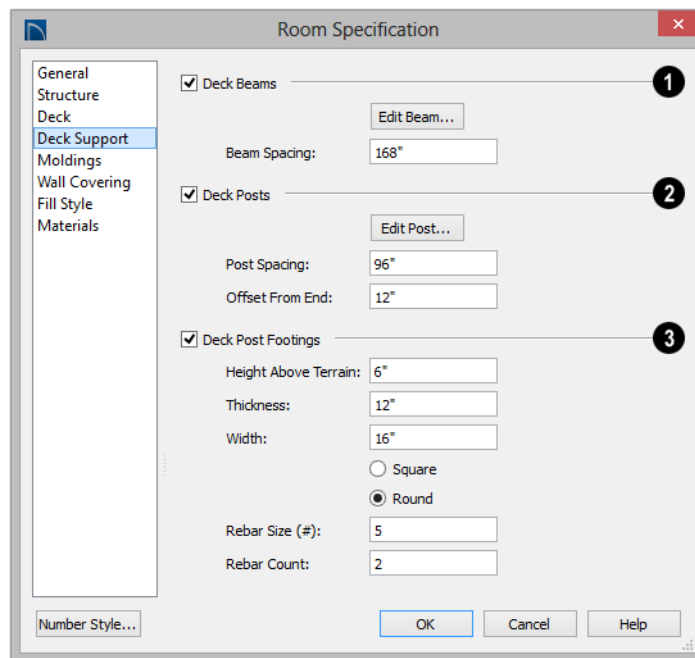 Room Specification
General
Structure
Deck
Deck Support
Moldings
Wall Covering
Fill Style
Materials
Deck Beams 1
Edit Beam...
Beam Spacing: 168"
Deck Posts 2
Edit Post...
Post Spacing: 96"
Offset From End: 12"
Deck Post Footings 3
Height Above Terrain: 6"
Thickness: 12"
Width: 16"
Square
Round
Rebar Size (#): 5
Rebar Count: 2
Number Style... OK Cancel Help